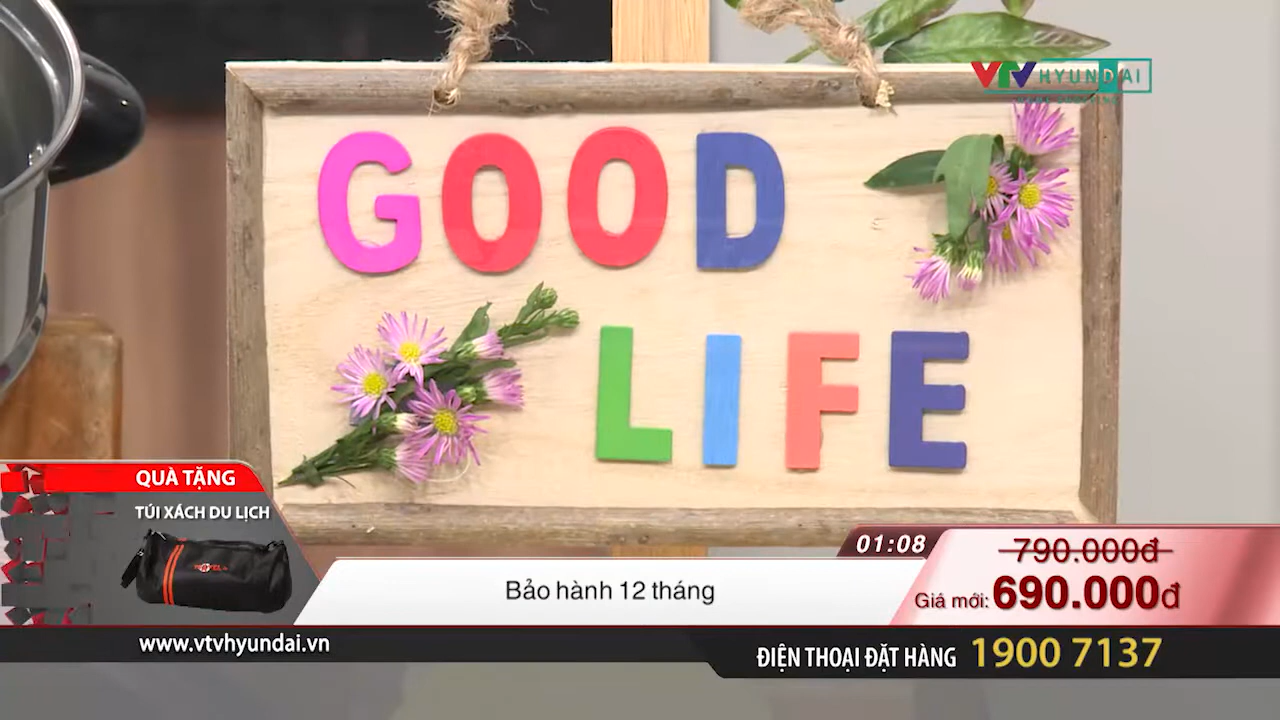 VTV HYUNDAI
GOOD
LIFE
QUÀ TẶNG
TÚI XÁCH DU LỊCH
01:08
790.000đ
Bảo hành 12 tháng
Giá mới: 690.000đ
www.vtvhyundai.vn
ĐIỆN THOẠI ĐẶT HÀNG 1900 7137